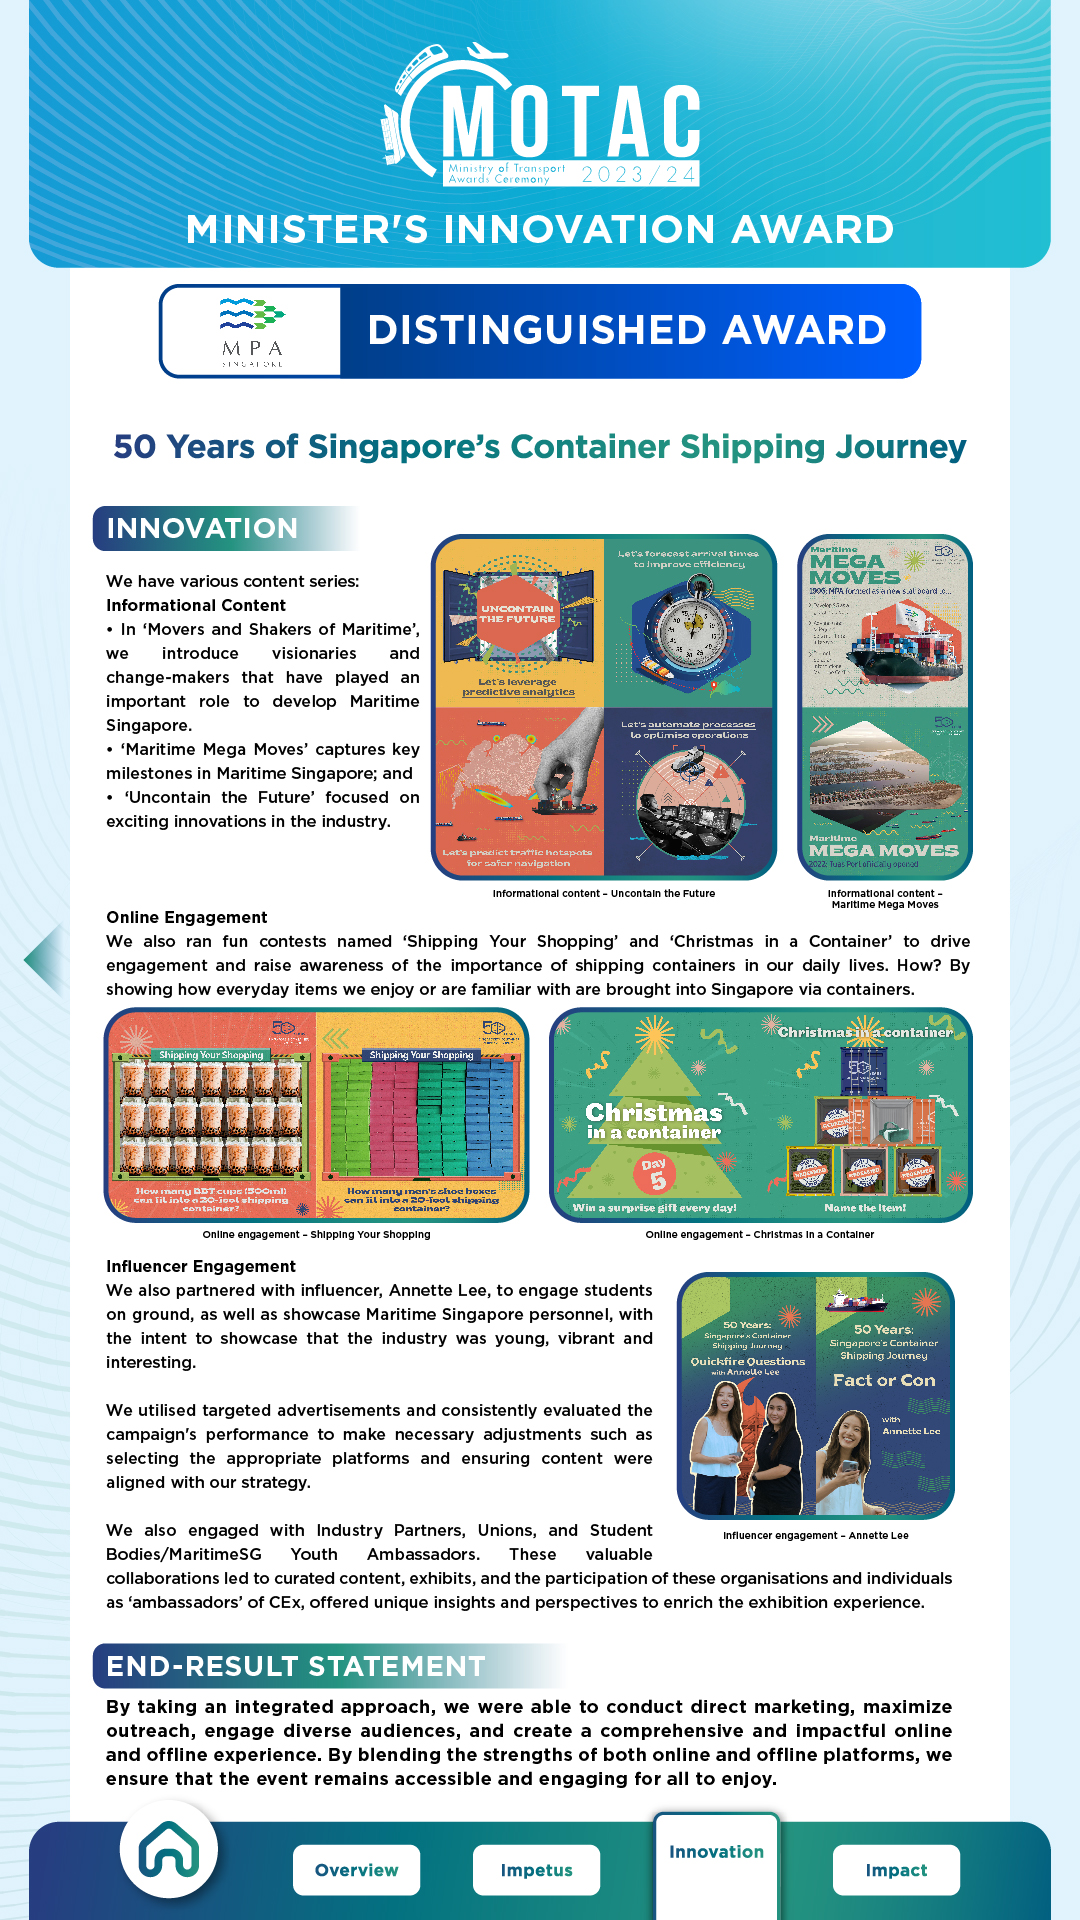 MOTAC
Ministry of Transport
Awards Ceremony
2023/24
MINISTER'S INNOVATION AWARD
MPA
SINGAPORE
DISTINGUISHED AWARD
50 Years of Singapore’s Container Shipping Journey
INNOVATION
We have various content series:
Informational Content
• In ‘Movers and Shakers of Maritime’,
we introduce visionaries and
change-makers that have played an
important role to develop Maritime
Singapore.
• ‘Maritime Mega Moves’ captures key
milestones in Maritime Singapore; and
• ‘Uncontain the Future’ focused on
exciting innovations in the industry.
UNCONTAIN
THE FUTURE
Let's leverage
predictive analytics
Let's forecast arrival times
to improve efficiency
Let's predict traffic hotspots
for safer navigation
Let's automate processes
to optimise operations
Informational content – Uncontain the Future
Maritime
MEGA
MOVES
1996: MPA formed as a new stat board to...
50
Maritime
MEGA MOVES
2022: Tuas Port officially opened
Informational content –
Maritime Mega Moves
Online Engagement
We also ran fun contests named ‘Shipping Your Shopping’ and ‘Christmas in a Container’ to drive
engagement and raise awareness of the importance of shipping containers in our daily lives. How? By
showing how everyday items we enjoy or are familiar with are brought into Singapore via containers.
50
Shipping Your Shopping
How many BBT cups (500ml)
can fit into a 20-foot shipping
container?
50
Shipping Your Shopping
How many men's shoe boxes
can fit into a 20-foot shipping
container?
Online engagement – Shipping Your Shopping
Christmas
in a container
Day
5
Win a surprise gift every day!
Christmas in a container
50
Name the item!
Online engagement – Christmas in a Container
Influencer Engagement
We also partnered with influencer, Annette Lee, to engage students
on ground, as well as showcase Maritime Singapore personnel, with
the intent to showcase that the industry was young, vibrant and
interesting.
We utilised targeted advertisements and consistently evaluated the
campaign's performance to make necessary adjustments such as
selecting the appropriate platforms and ensuring content were
aligned with our strategy.
50 Years:
Singapore's Container
Shipping Journey
Quickfire Questions
with Annette Lee
50 Years:
Singapore's Container
Shipping Journey
Fact or Con
with
Annette Lee
Influencer engagement – Annette Lee
We also engaged with Industry Partners, Unions, and Student
Bodies/MaritimeSG Youth Ambassadors. These valuable
collaborations led to curated content, exhibits, and the participation of these organisations and individuals
as ‘ambassadors’ of CEx, offered unique insights and perspectives to enrich the exhibition experience.
END-RESULT STATEMENT
By taking an integrated approach, we were able to conduct direct marketing, maximize
outreach, engage diverse audiences, and create a comprehensive and impactful online
and offline experience. By blending the strengths of both online and offline platforms, we
ensure that the event remains accessible and engaging for all to enjoy.
Overview
Impetus
Innovation
Impact